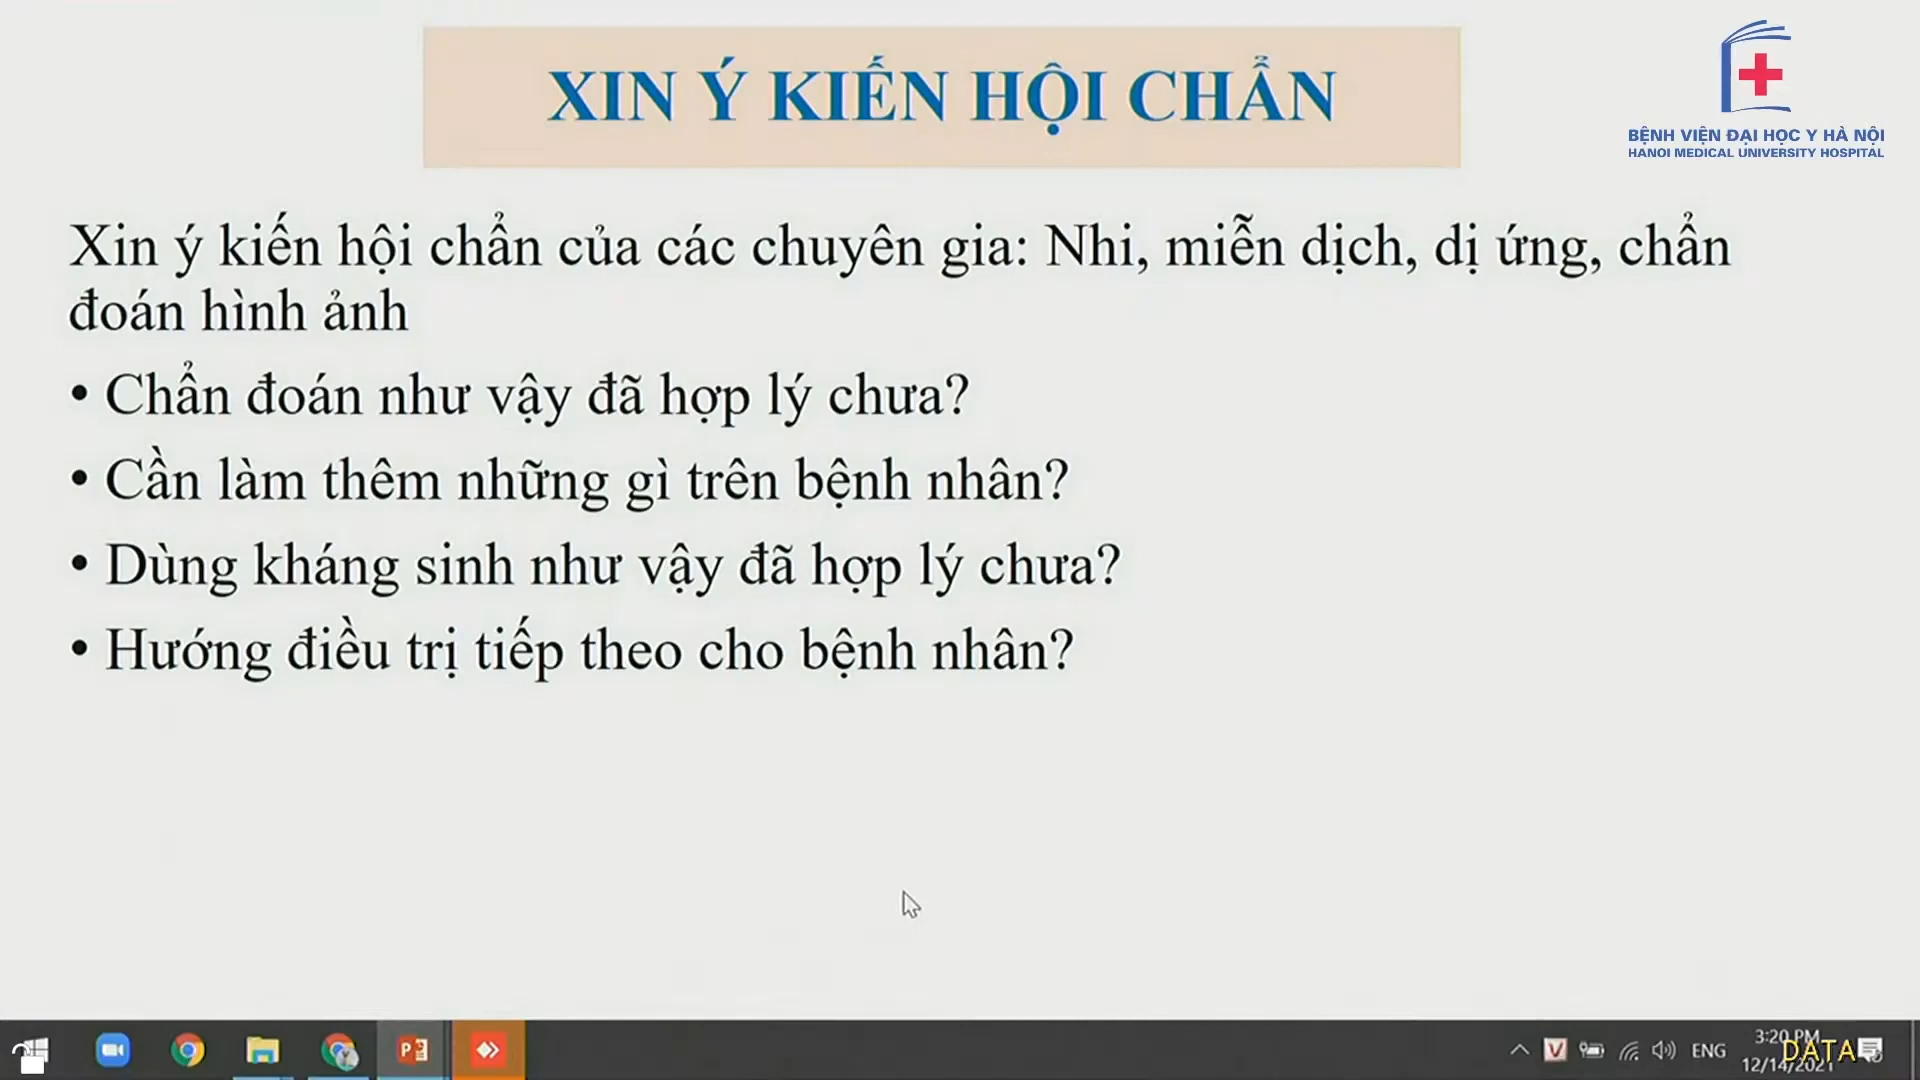 XIN Ý KIẾN HỘI CHẨN
BỆNH VIỆN ĐẠI HỌC Y HÀ NỘI
HANOI MEDICAL UNIVERSITY HOSPITAL
Xin ý kiến hội chẩn của các chuyên gia: Nhi, miễn dịch, dị ứng, chẩn
đoán hình ảnh
• Chẩn đoán như vậy đã hợp lý chưa?
• Cần làm thêm những gì trên bệnh nhân?
• Dùng kháng sinh như vậy đã hợp lý chưa?
• Hướng điều trị tiếp theo cho bệnh nhân?
ENG
3:20 PM
12/14/2021
DATA